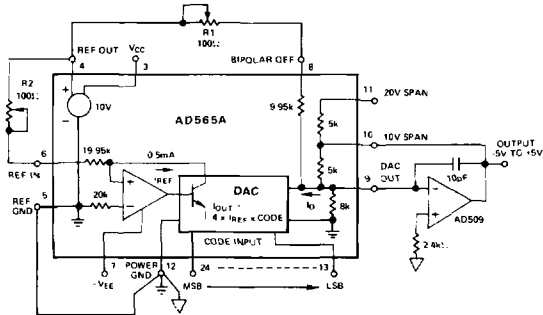 R1
100Ω
REF OUT
VCC
4
3
BIPOLAR OFF
8
R2
100Ω
+
10V
−
AD565A
9 95k
11
20V SPAN
5k
10
10V SPAN
5k
OUTPUT
-5V TO +5V
6
REF IN
19 95k
0 5mA
IREF
DAC
IOUT
4 × IREF × CODE
IO
8k
DAC
OUT
9
10pF
AD509
2.4k
5
REF
GND
20k
+
−
CODE INPUT
7
-VEE
POWER
GND
12
24
MSB
13
LSB